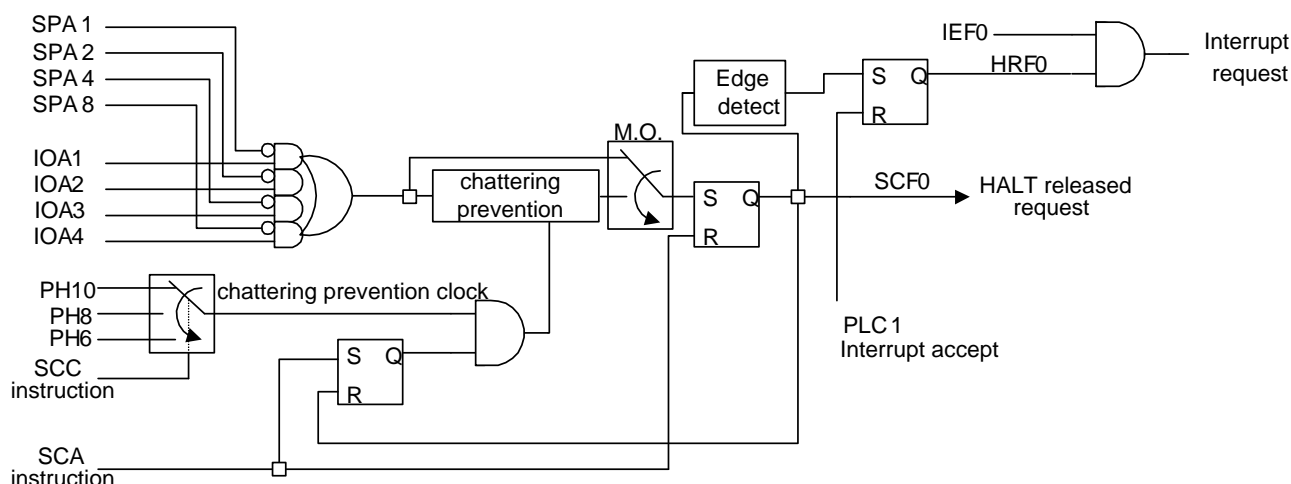 SPA 1
SPA 2
SPA 4
SPA 8
IOA1
IOA2
IOA3
IOA4
PH10
PH8
PH6
SCC
instruction
SCA
instruction
chattering prevention clock
S Q
R
chattering
prevention
M.O.
S Q
R
Edge
detect
S Q
R
IEF0
HRF0
Interrupt
request
SCF0
HALT released
request
PLC 1
Interrupt accept